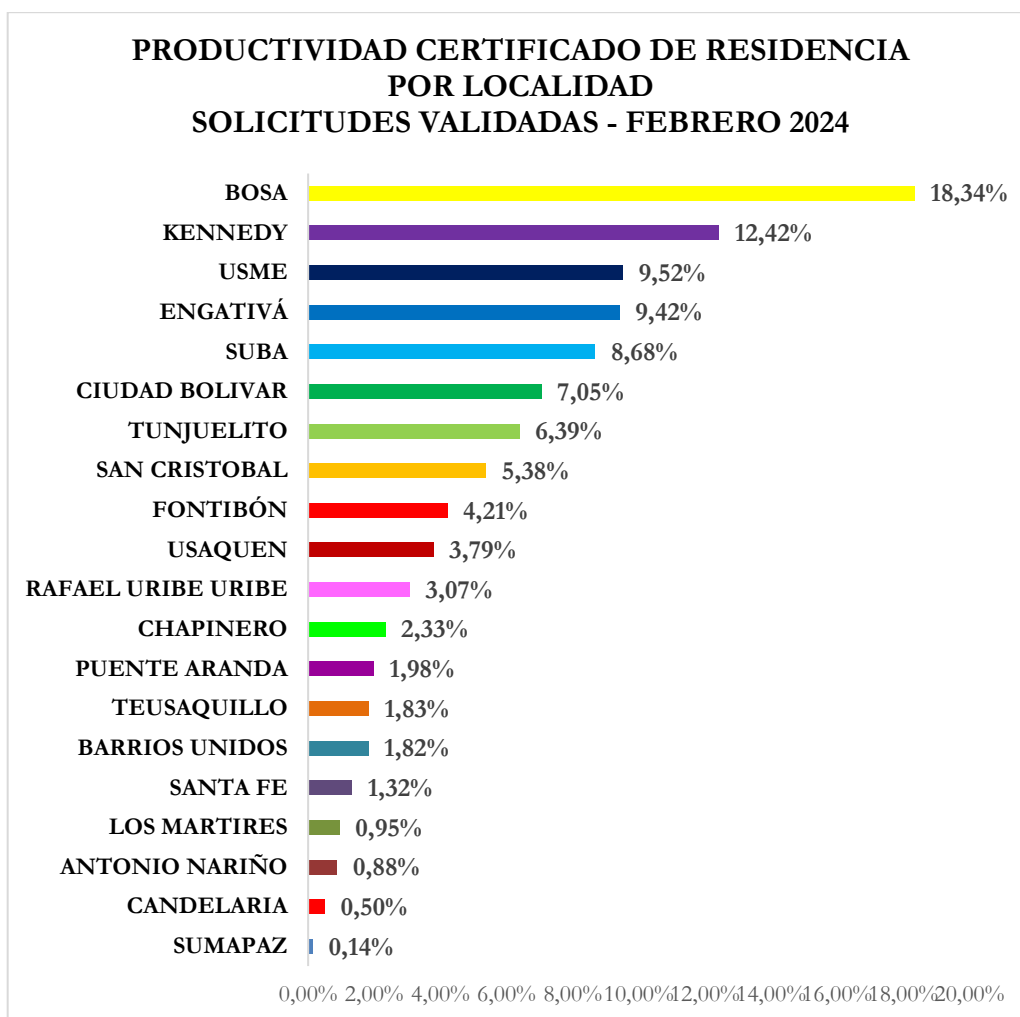 PRODUCTIVIDAD CERTIFICADO DE RESIDENCIA
POR LOCALIDAD
SOLICITUDES VALIDADAS - FEBRERO 2024
BOSA 18,34%
KENNEDY 12,42%
USME 9,52%
ENGATIVÁ 9,42%
SUBA 8,68%
CIUDAD BOLIVAR 7,05%
TUNJUELITO 6,39%
SAN CRISTOBAL 5,38%
FONTIBÓN 4,21%
USAQUEN 3,79%
RAFAEL URIBE URIBE 3,07%
CHAPINERO 2,33%
PUENTE ARANDA 1,98%
TEUSAQUILLO 1,83%
BARRIOS UNIDOS 1,82%
SANTA FE 1,32%
LOS MARTIRES 0,95%
ANTONIO NARIÑO 0,88%
CANDELARIA 0,50%
SUMAPAZ 0,14%
0,00% 2,00% 4,00% 6,00% 8,00% 10,00% 12,00% 14,00% 16,00% 18,00% 20,00%